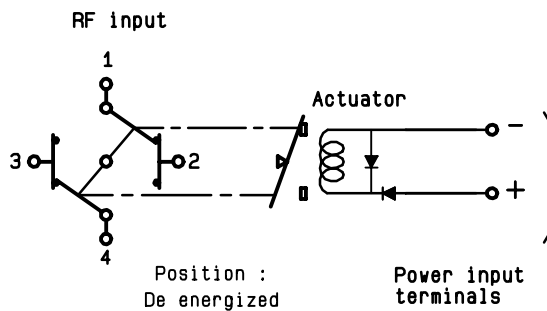 RF input
1
Actuator
-
3
2
+
4
Position :
De energized
Power input
terminals